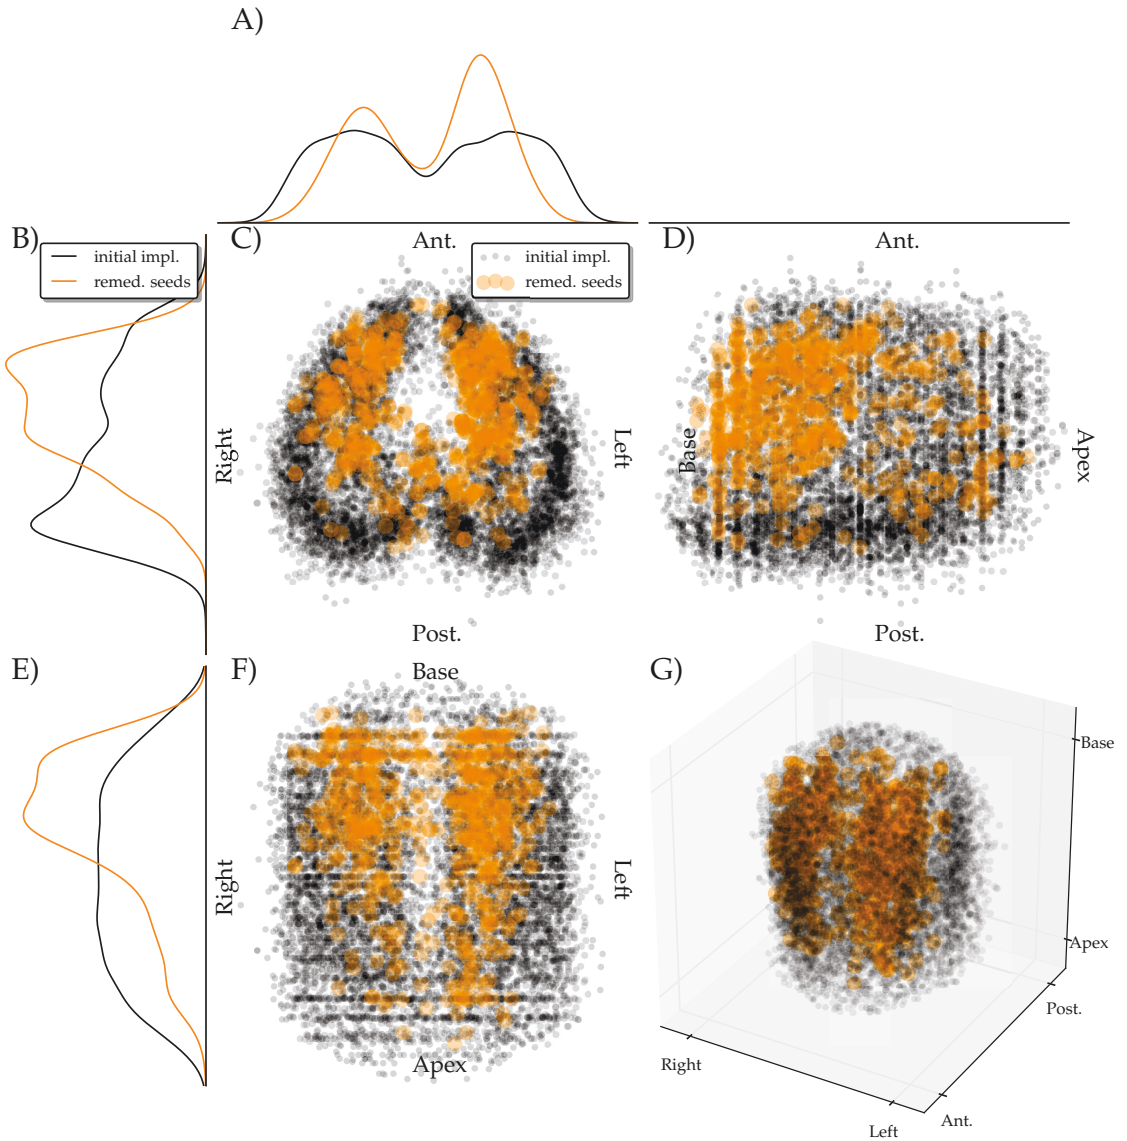 A)
B)
initial impl.
remed. seeds
C)
Ant.
initial impl.
remed. seeds
D)
Ant.
Right
Left
Base
Apex
Post.
Post.
E)
F)
Base
G)
Right
Left
Apex
Base
Apex
Post.
Right
Ant.
Left